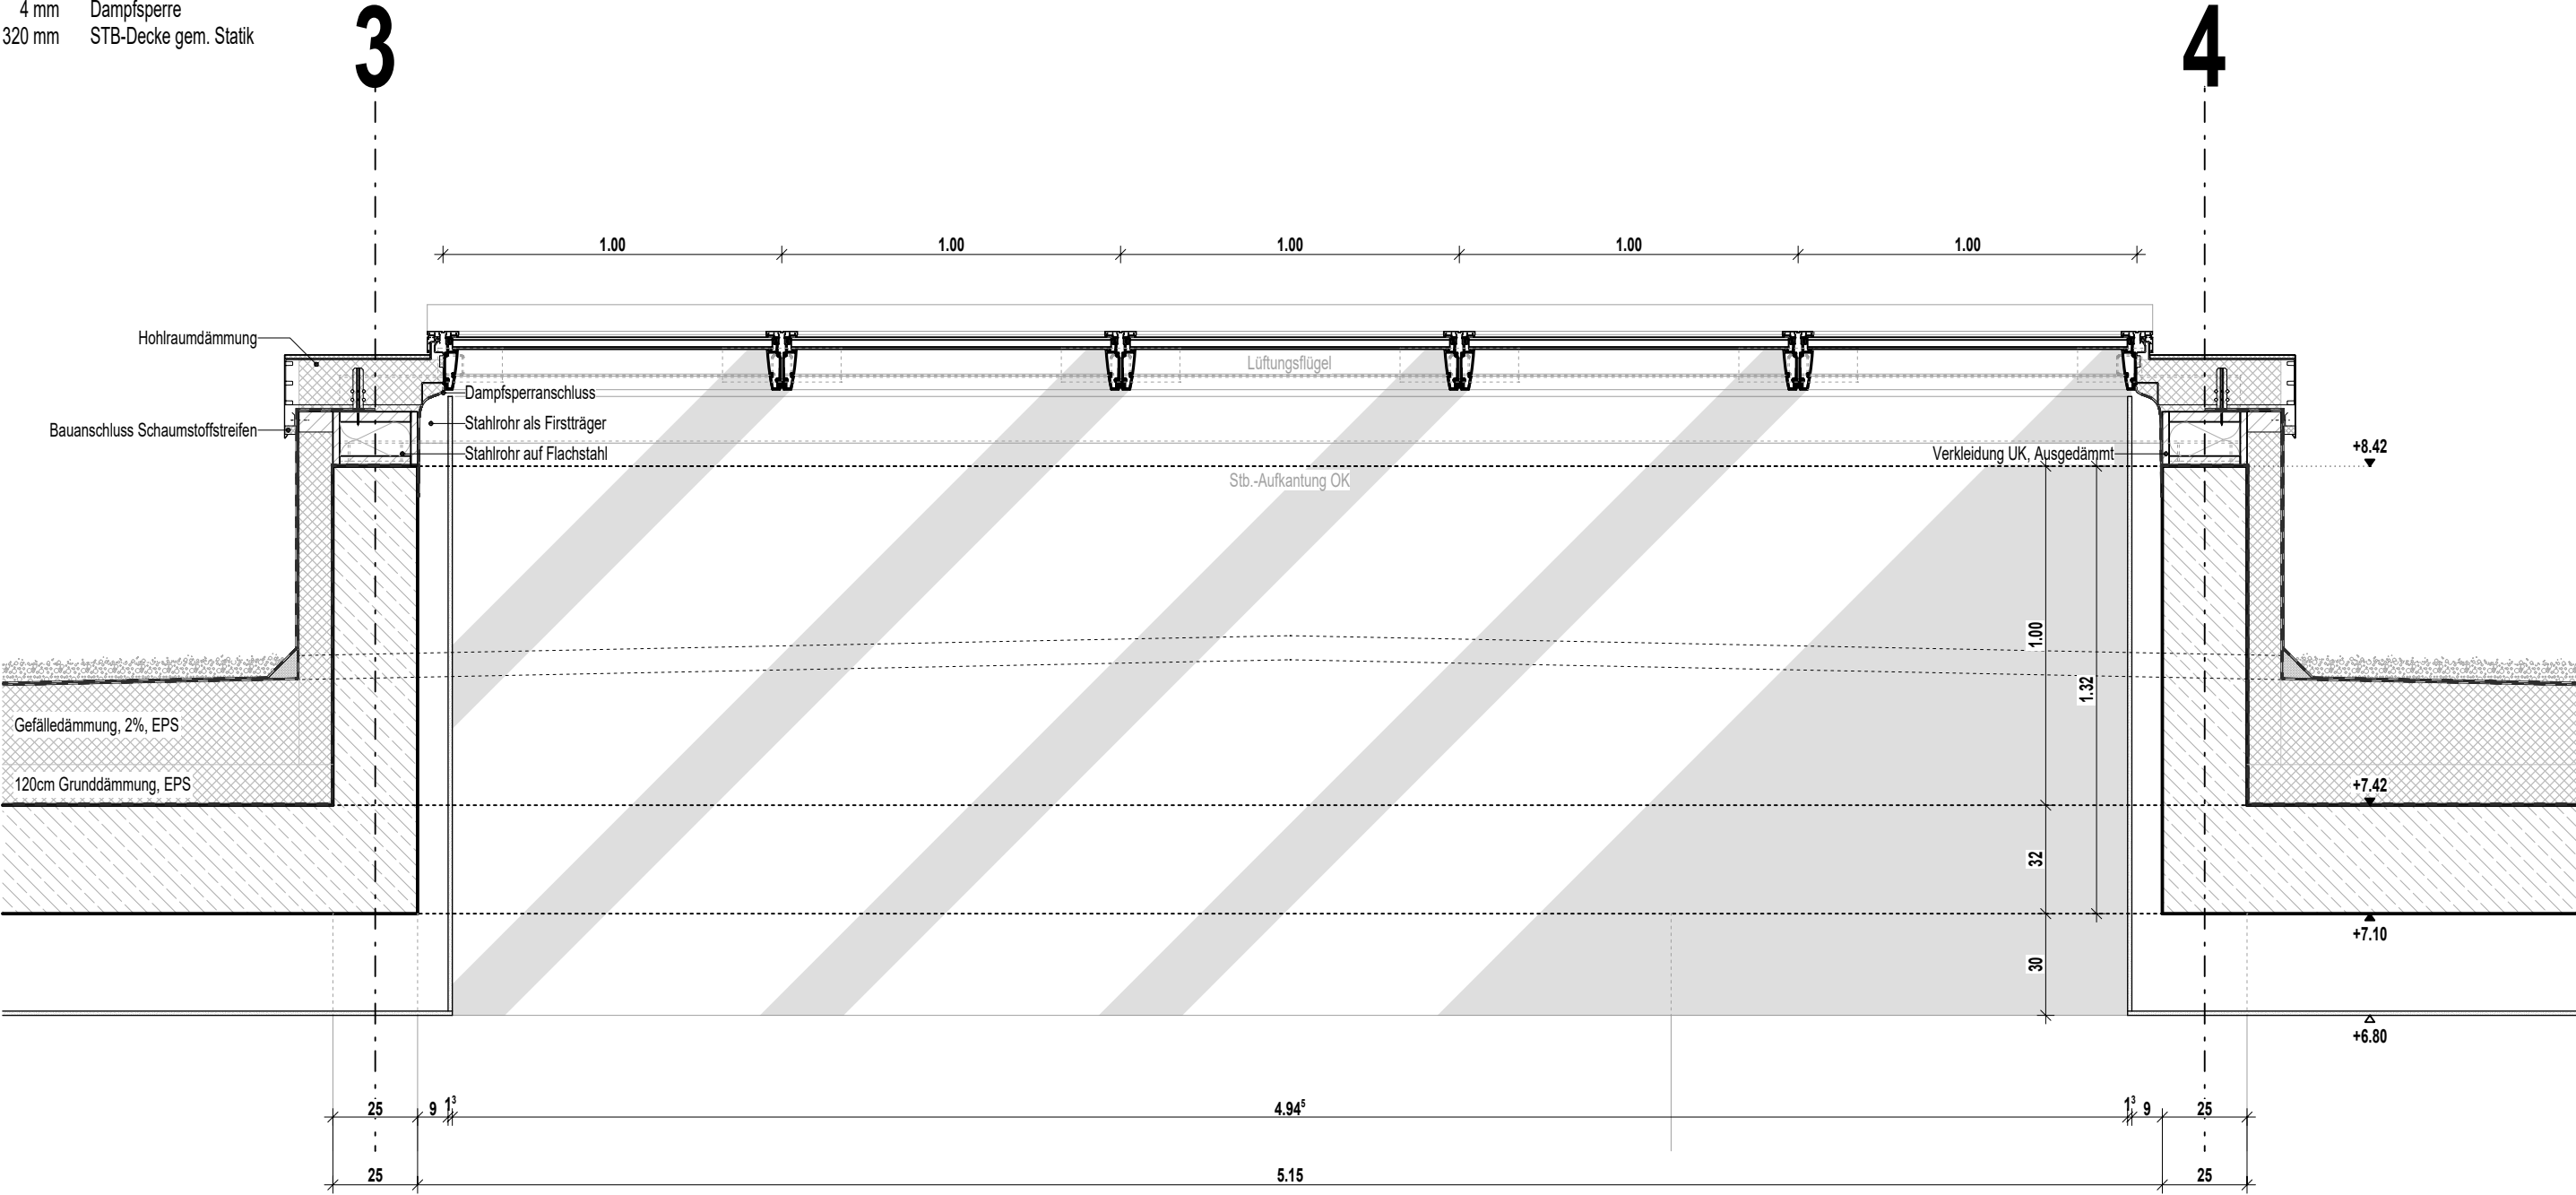 4 mm Dampfsperre
320 mm STB-Decke gem. Statik
3
4
1.00 1.00 1.00 1.00 1.00
Hohlraumdämmung
Lüftungsflügel
Dampfsperranschluss
Stahlrohr als Firstträger
Bauanschluss Schaumstoffstreifen
Stahlrohr auf Flachstahl
Verkleidung UK, Ausgedämmt
+8.42
Stb.-Aufkantung OK
1.00
1.32
Gefälledämmung, 2%, EPS
120cm Grunddämmung, EPS
+7.42
32
+7.10
30
+6.80
25 9 1³ 4.94⁵ 1³ 9 25
25 5.15 25